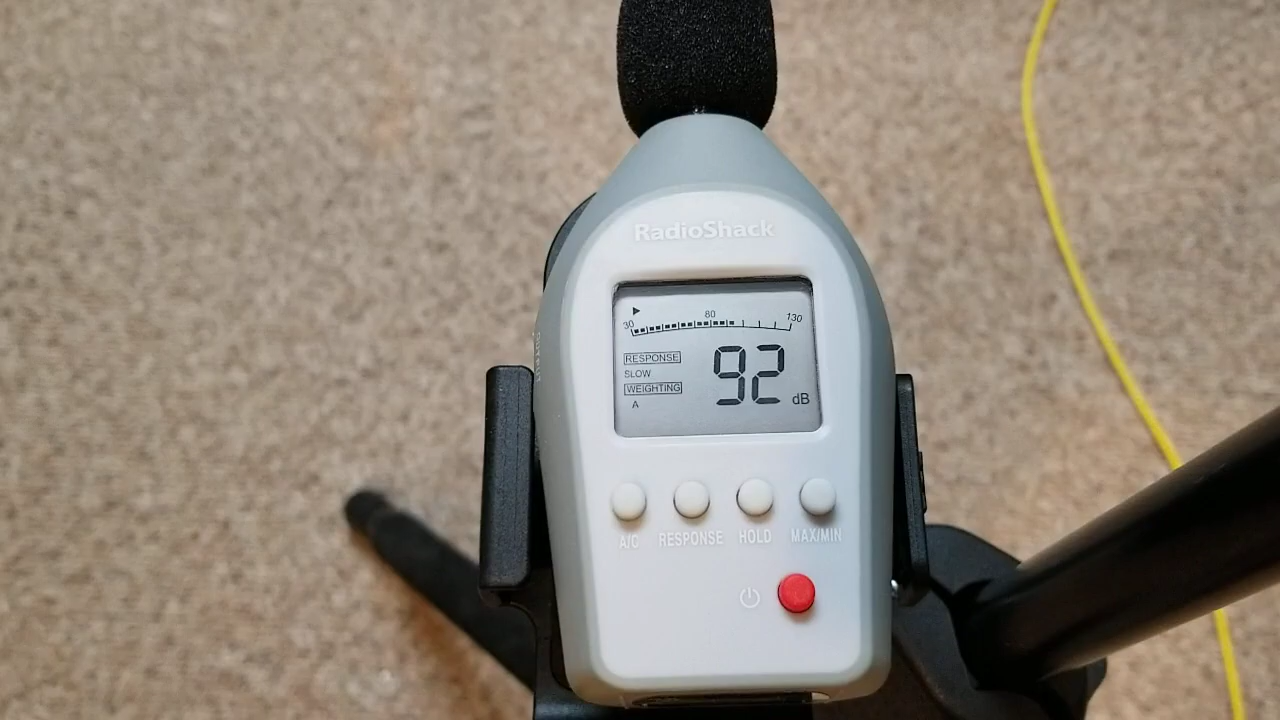 RadioShack
30 80 130
RESPONSE
SLOW
WEIGHTING
A
92 dB
A/C RESPONSE HOLD MAX/MIN